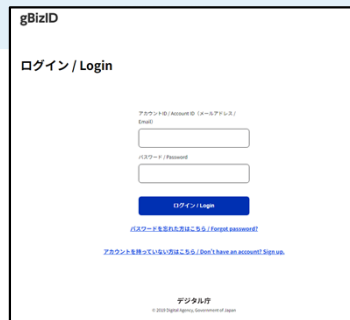 gBizID
ログイン / Login
アカウントID / Account ID（メールアドレス /
Email）
パスワード / Password
ログイン / Login
パスワードを忘れた方はこちら / Forgot password?
アカウントを持っていない方はこちら / Don't have an account? Sign up.
デジタル庁
© 2019 Digital Agency, Government of Japan